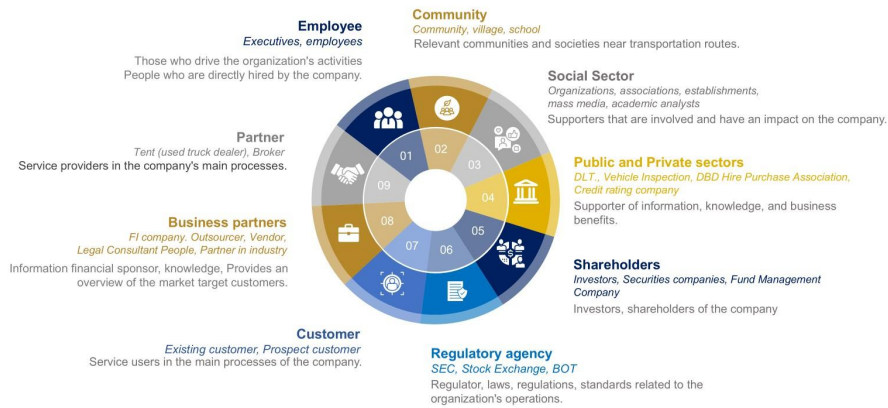 Employee
Executives, employees
Those who drive the organization's activities
People who are directly hired by the company.
Community
Community, village, school
Relevant communities and societies near transportation routes.
Social Sector
Organizations, associations, establishments,
mass media, academic analysts
Supporters that are involved and have an impact on the company.
Public and Private sectors
DLT., Vehicle Inspection, DBD Hire Purchase Association,
Credit rating company
Supporter of information, knowledge, and business
benefits.
Shareholders
Investors, Securities companies, Fund Management
Company
Investors, shareholders of the company
Regulatory agency
SEC, Stock Exchange, BOT
Regulator, laws, regulations, standards related to the
organization's operations.
Customer
Existing customer, Prospect customer
Service users in the main processes of the company.
Business partners
FI company. Outsourcer, Vendor,
Legal Consultant People, Partner in industry
Information financial sponsor, knowledge, Provides an
overview of the market target customers.
Partner
Tent (used truck dealer), Broker
Service providers in the company's main processes.
01
02
03
04
05
06
07
08
09
$